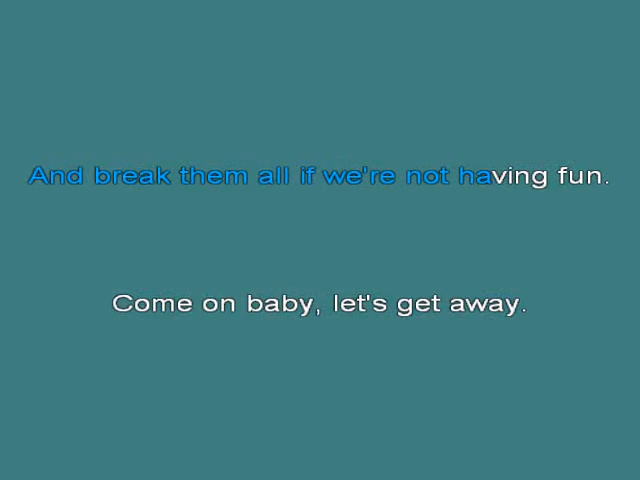 And break them all if we're not having fun.
Come on baby, let's get away.